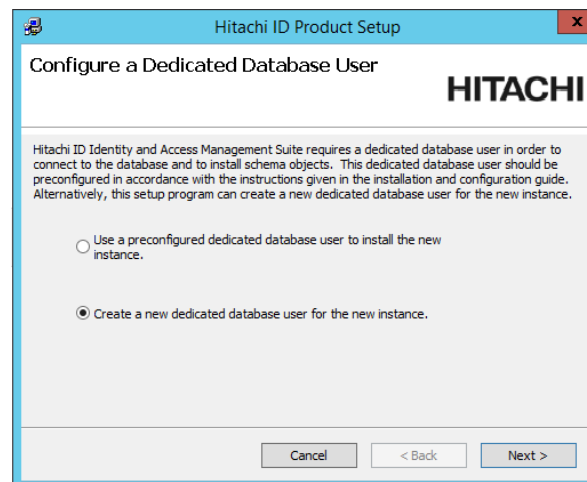 Hitachi ID Product Setup
x
Configure a Dedicated Database User
HITACHI
Hitachi ID Identity and Access Management Suite requires a dedicated database user in order to
connect to the database and to install schema objects.  This dedicated database user should be
preconfigured in accordance with the instructions given in the installation and configuration guide.
Alternatively, this setup program can create a new dedicated database user for the new instance.
Use a preconfigured dedicated database user to install the new
instance.
Create a new dedicated database user for the new instance.
Cancel
< Back
Next >